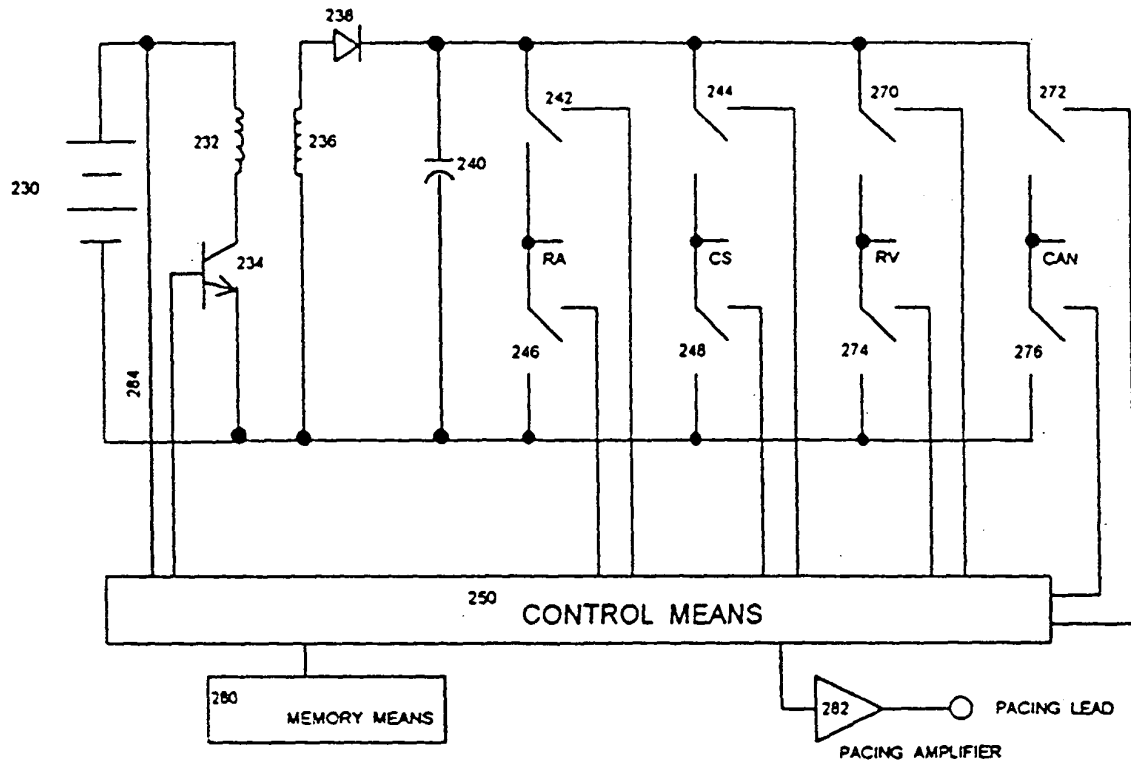 238
242
244
270
272
232
236
240
230
234
RA
CS
RV
CAN
246
248
274
276
284
250
CONTROL MEANS
280
MEMORY MEANS
282
PACING LEAD
PACING AMPLIFIER